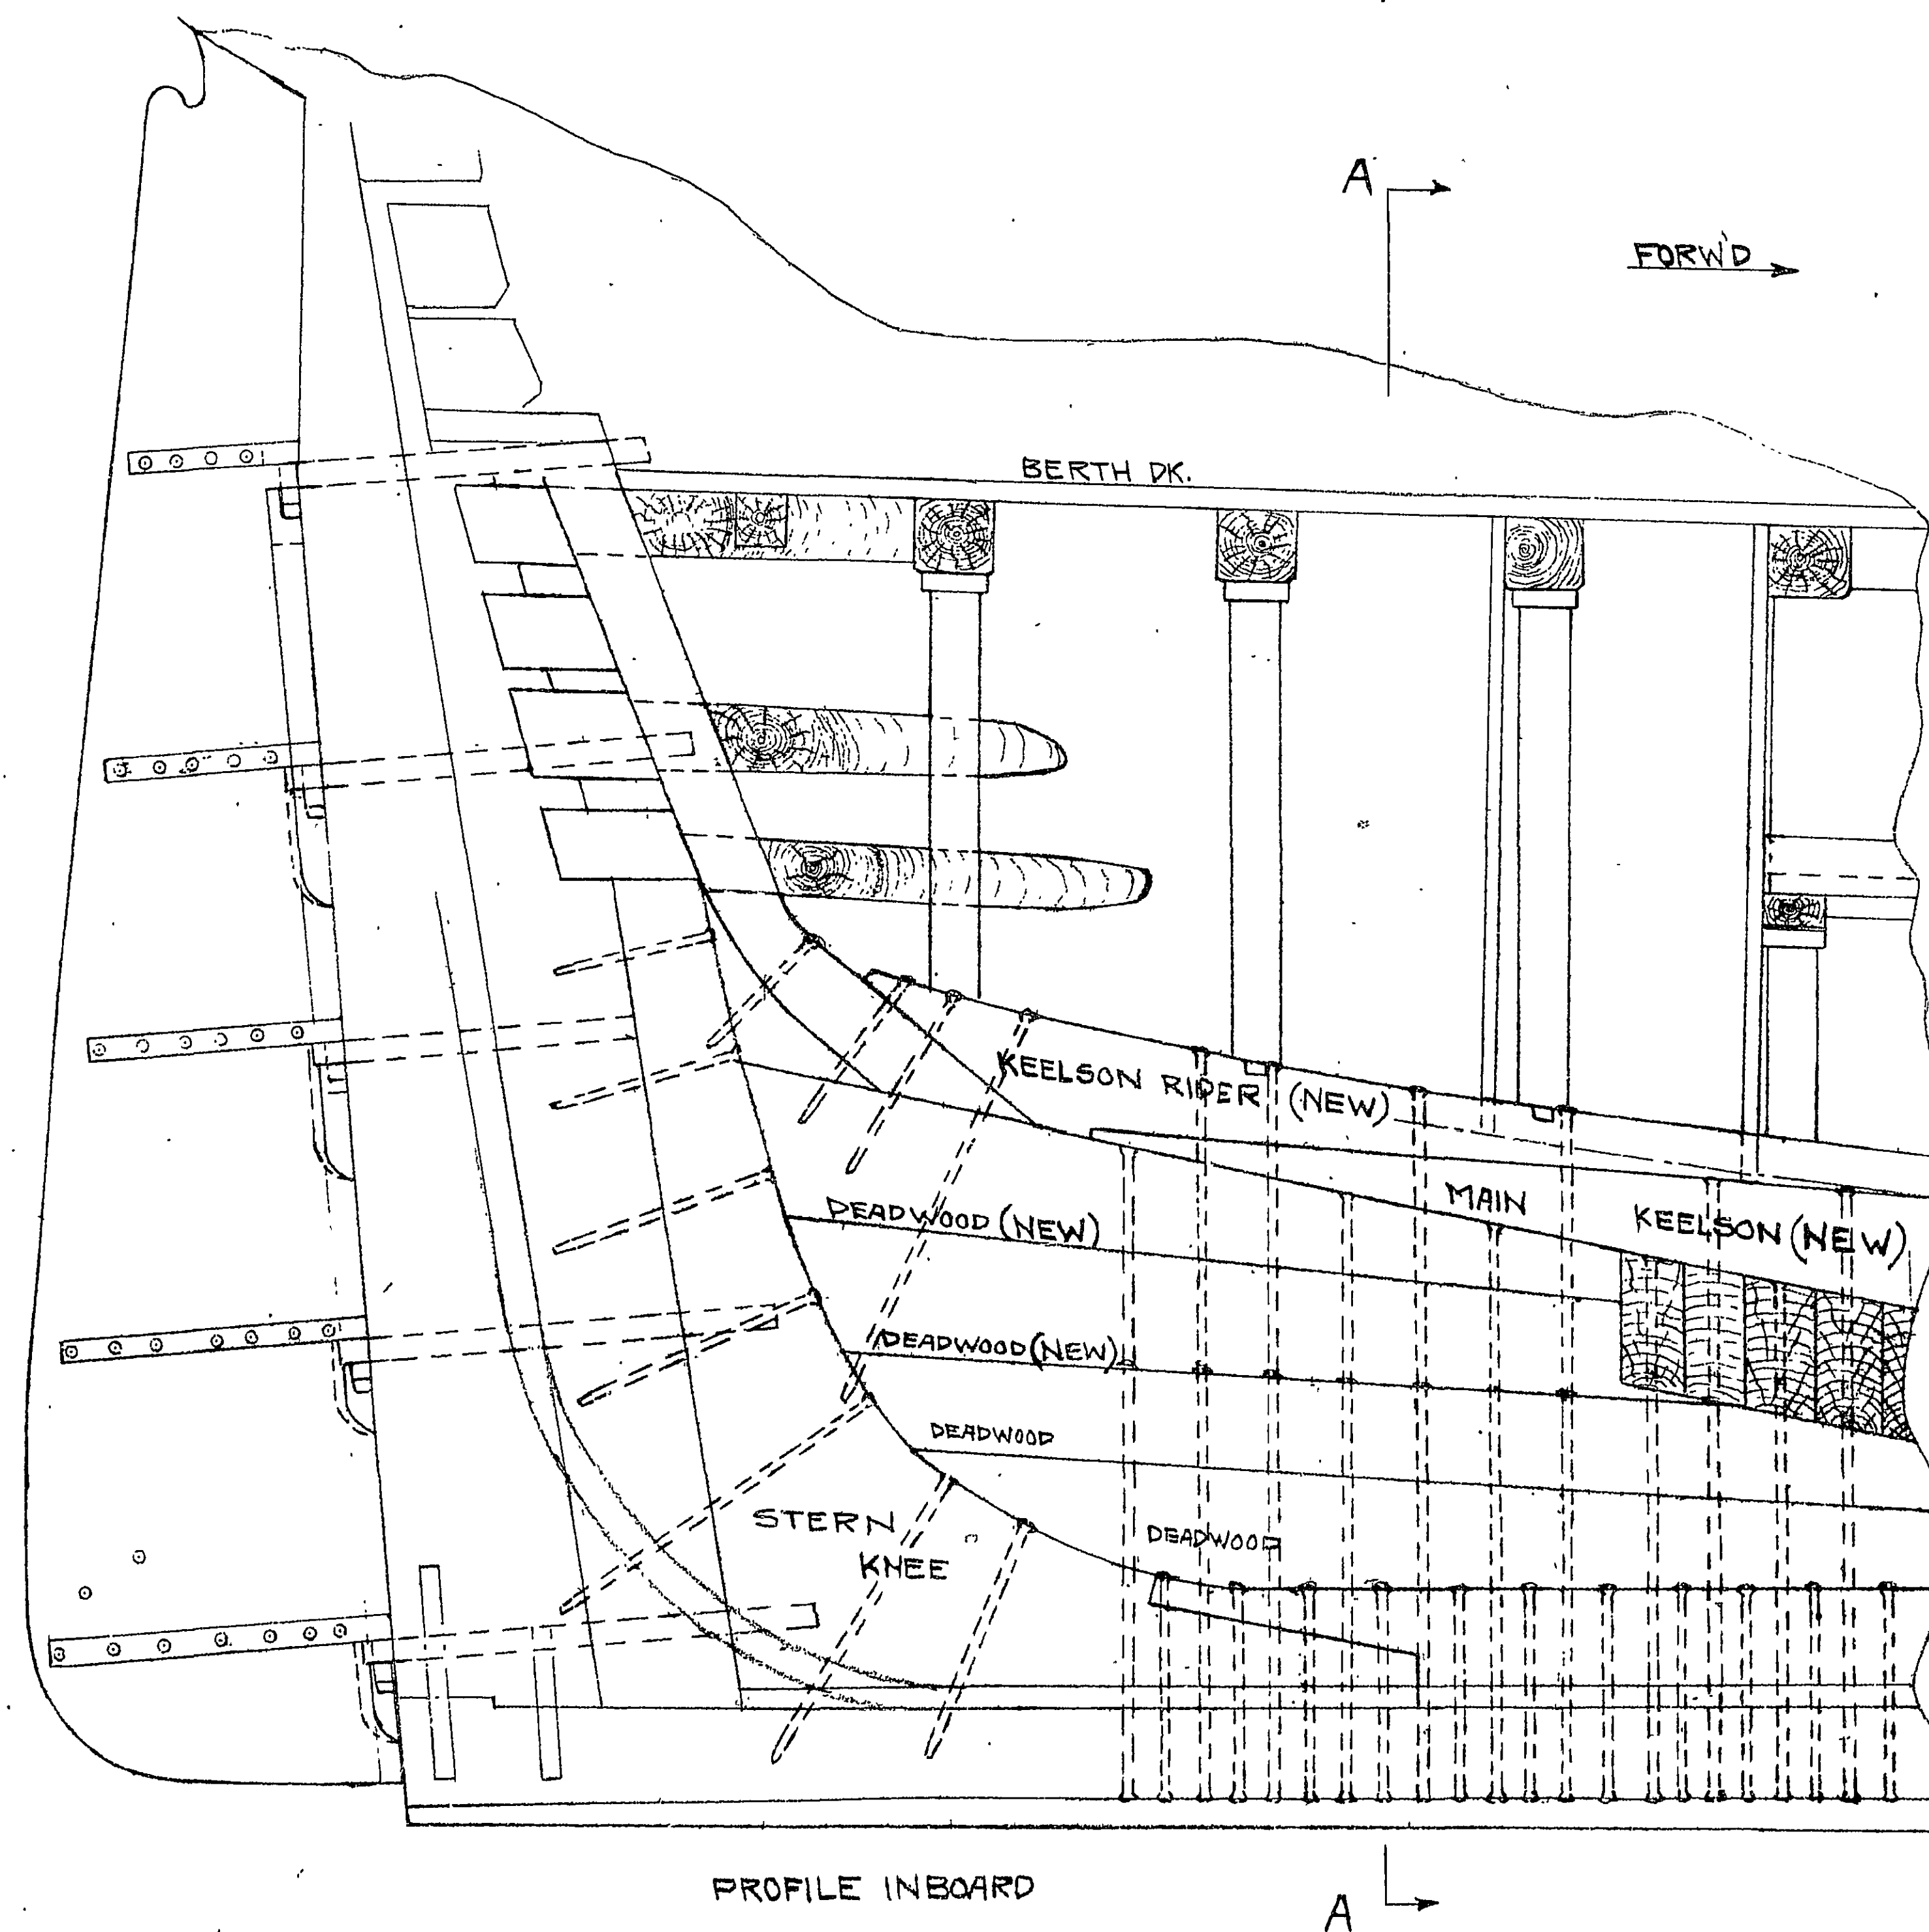 A
FORW'D
BERTH DK.
KEELSON RIDER (NEW)
MAIN
KEELSON (NEW)
DEADWOOD (NEW)
DEADWOOD (NEW)
DEADWOOD
STERN
KNEE
DEADWOOD
PROFILE INBOARD
A